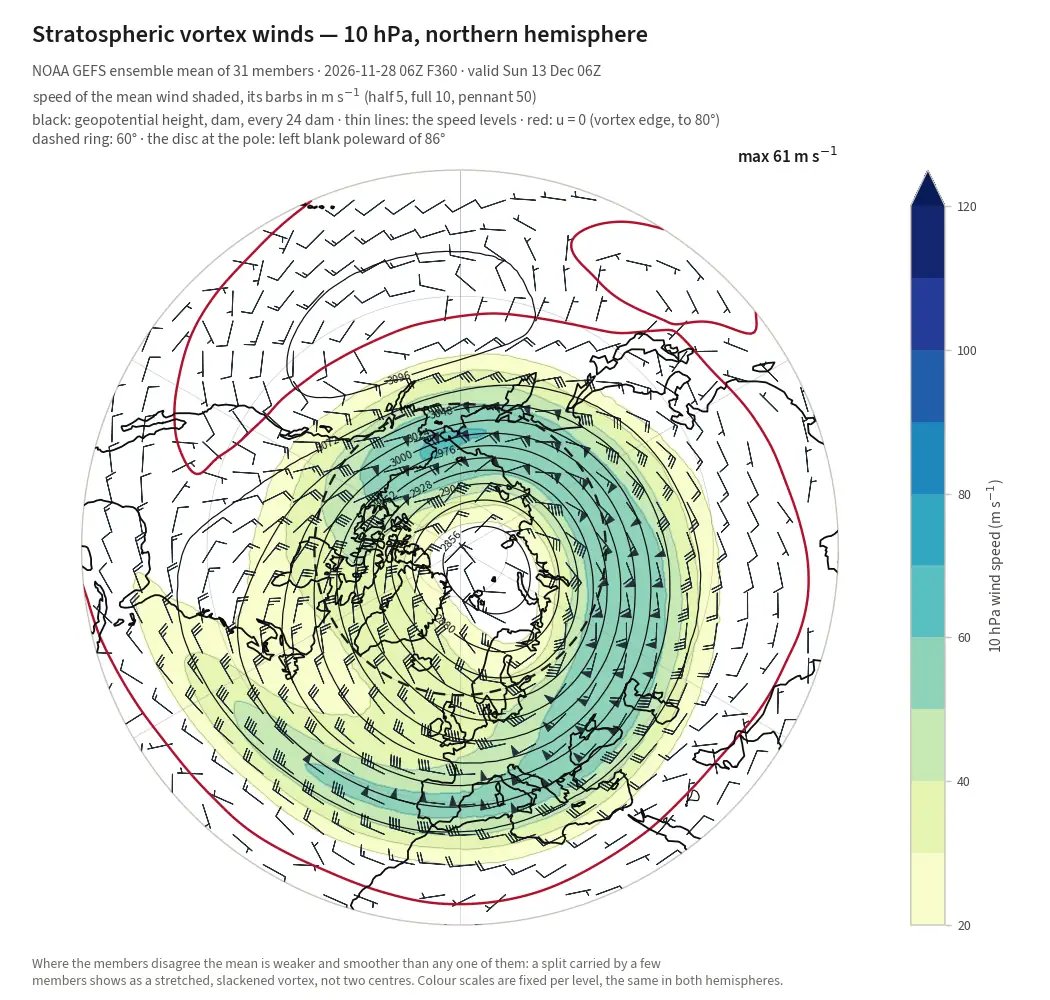 Stratospheric vortex winds — 10 hPa, northern hemisphere
NOAA GEFS ensemble mean of 31 members · 2026-11-28 06Z F360 · valid Sun 13 Dec 06Z
speed of the mean wind shaded, its barbs in m s⁻¹ (half 5, full 10, pennant 50)
black: geopotential height, dam, every 24 dam · thin lines: the speed levels · red: u = 0 (vortex edge, to 80°)
dashed ring: 60° · the disc at the pole: left blank poleward of 86°
max 61 m s⁻¹
120
100
80
60
40
20
10 hPa wind speed (m s⁻¹)
3096
3072
3048
3000
2976
2928
2856
Where the members disagree the mean is weaker and smoother than any one of them: a split carried by a few
members shows as a stretched, slackened vortex, not two centres. Colour scales are fixed per level, the same in both hemispheres.